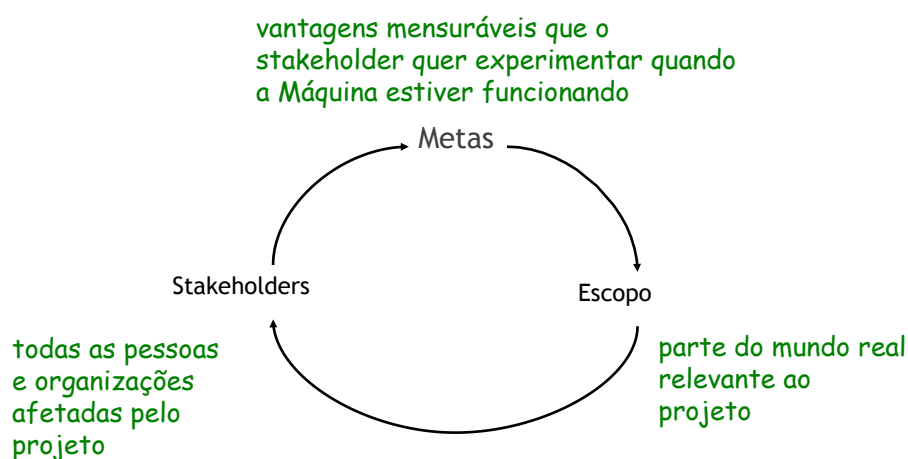 vantagens mensuráveis que o
stakeholder quer experimentar quando
a Máquina estiver funcionando
Metas
Stakeholders
Escopo
todas as pessoas
e organizações
afetadas pelo
projeto
parte do mundo real
relevante ao
projeto